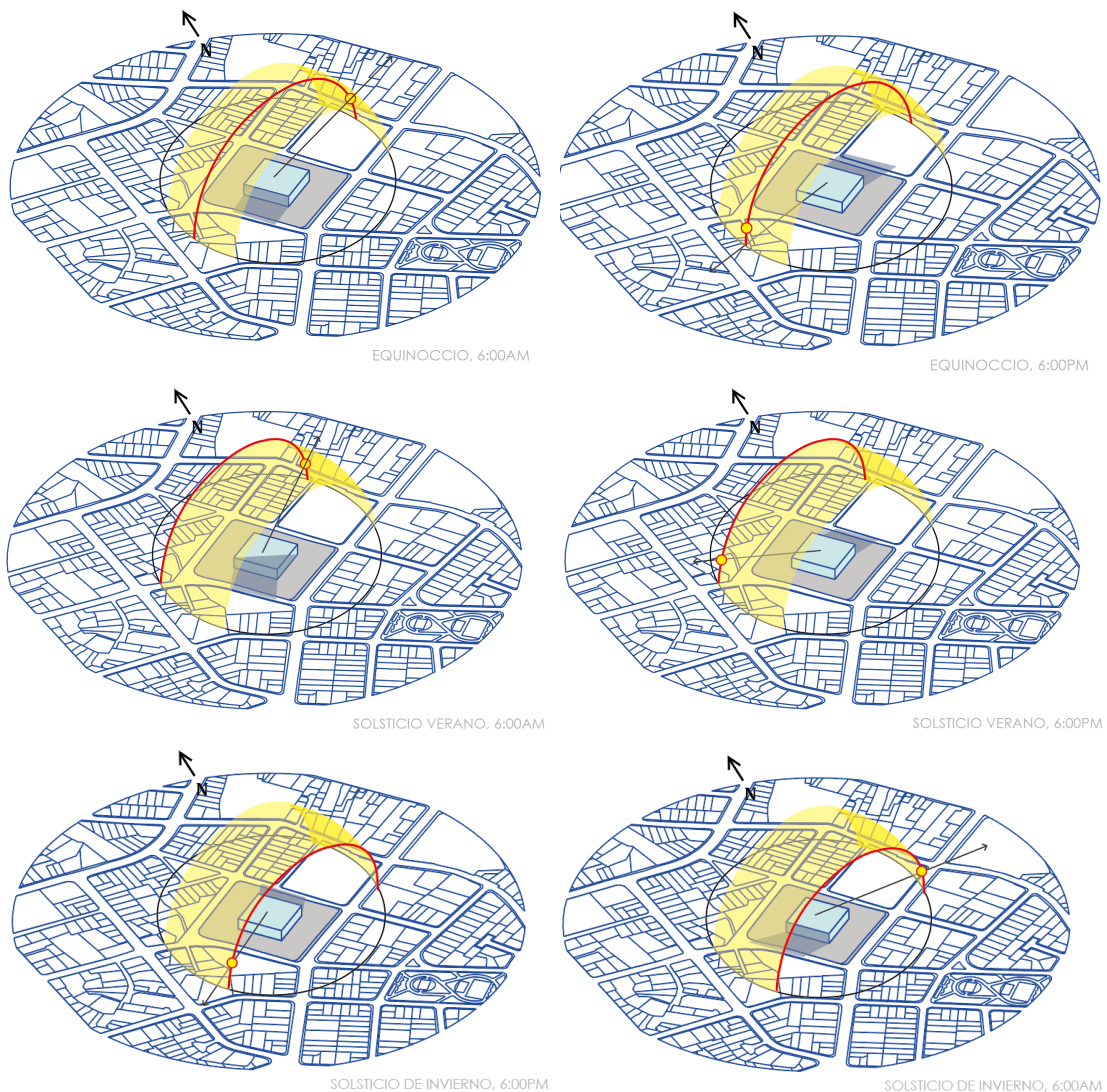 N
N
EQUINOCCIO, 6:00AM
EQUINOCCIO, 6:00PM
N
N
SOLSTICIO VERANO, 6:00AM
SOLSTICIO VERANO, 6:00PM
N
N
SOLSTICIO DE INVIERNO, 6:00PM
SOLSTICIO DE INVIERNO, 6:00AM